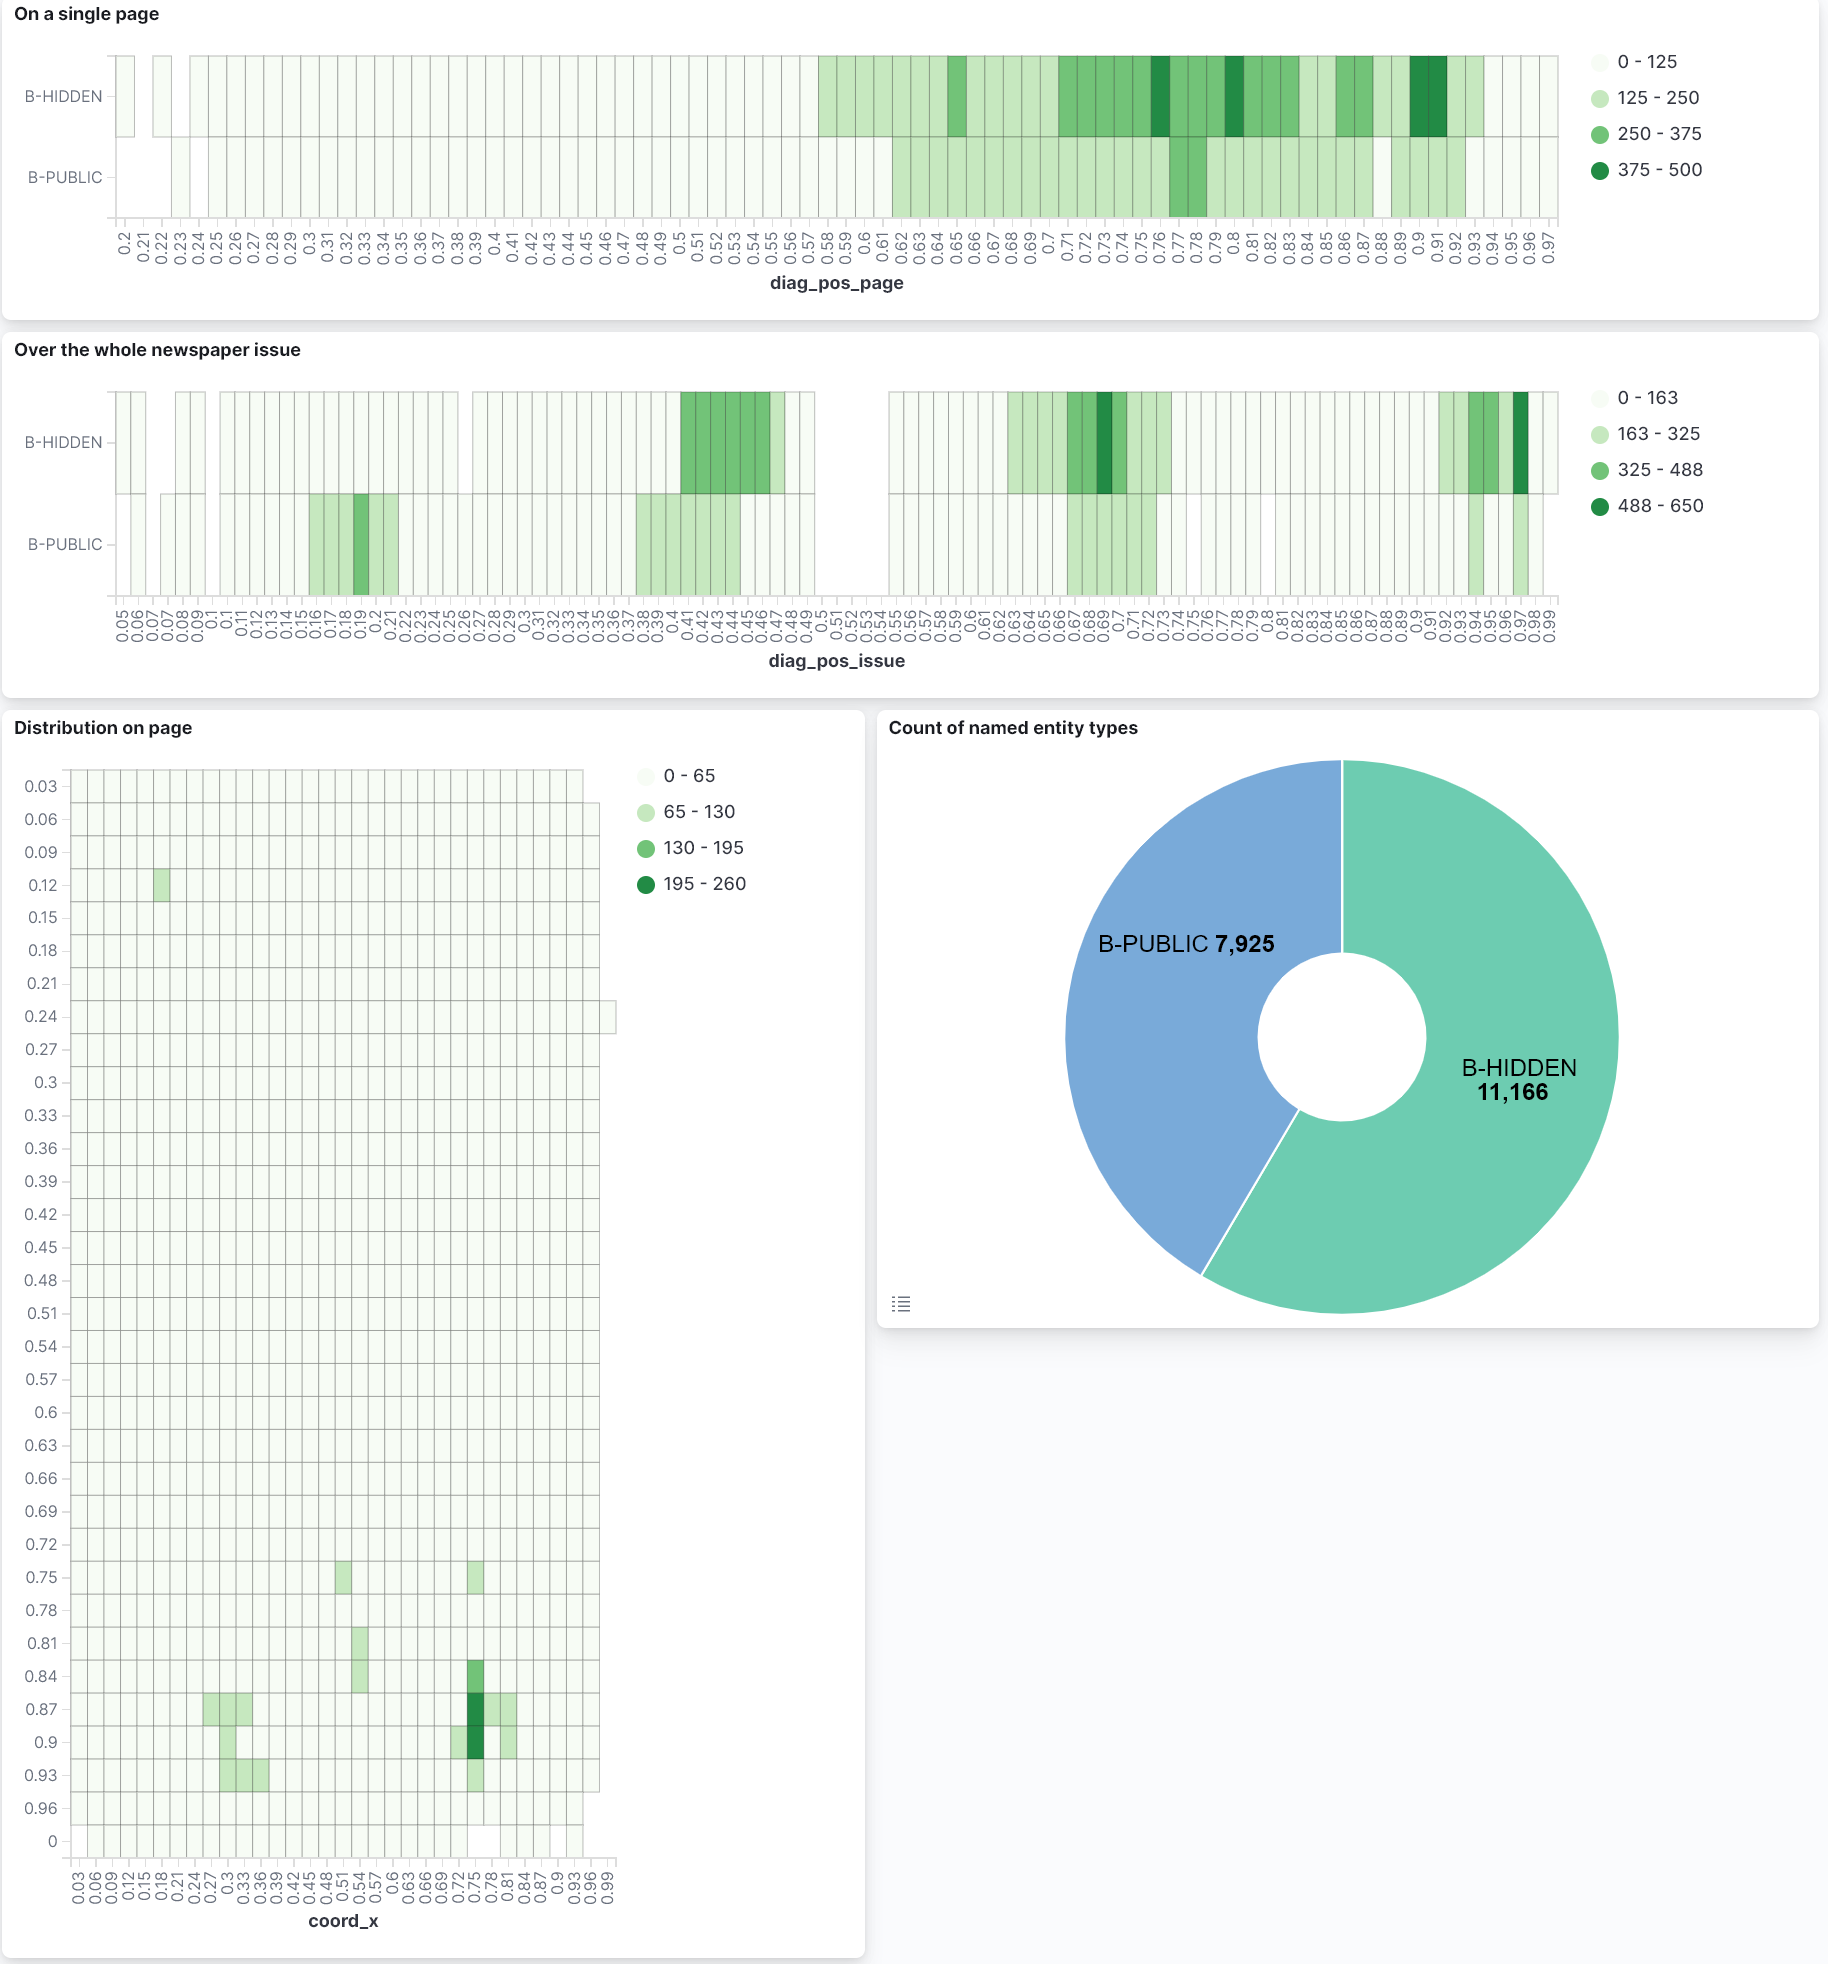 On a single page
B-HIDDEN
B-PUBLIC
0 - 125
125 - 250
250 - 375
375 - 500
0.2 0.21 0.22 0.23 0.24 0.25 0.26 0.27 0.28 0.29 0.3 0.31 0.32 0.33 0.34 0.35 0.36 0.37 0.38 0.39 0.4 0.41 0.42 0.43 0.44 0.45 0.46 0.47 0.48 0.49 0.5 0.51 0.52 0.53 0.54 0.55 0.56 0.57 0.58 0.59 0.6 0.61 0.62 0.63 0.64 0.65 0.66 0.67 0.68 0.69 0.7 0.71 0.72 0.73 0.74 0.75 0.76 0.77 0.78 0.79 0.8 0.81 0.82 0.83 0.84 0.85 0.86 0.87 0.88 0.89 0.9 0.91 0.92 0.93 0.94 0.95 0.96 0.97
diag_pos_page
Over the whole newspaper issue
B-HIDDEN
B-PUBLIC
0 - 163
163 - 325
325 - 488
488 - 650
0.05 0.06 0.07 0.07 0.08 0.09 0.1 0.1 0.11 0.12 0.13 0.14 0.15 0.16 0.17 0.18 0.19 0.2 0.21 0.22 0.23 0.24 0.25 0.26 0.27 0.28 0.29 0.3 0.31 0.32 0.33 0.34 0.35 0.36 0.37 0.38 0.39 0.4 0.41 0.42 0.43 0.44 0.45 0.46 0.47 0.48 0.49 0.5 0.51 0.52 0.53 0.54 0.55 0.56 0.57 0.58 0.59 0.6 0.61 0.62 0.63 0.64 0.65 0.66 0.67 0.68 0.69 0.7 0.71 0.72 0.73 0.74 0.75 0.76 0.77 0.78 0.79 0.8 0.81 0.82 0.83 0.84 0.85 0.86 0.87 0.88 0.89 0.9 0.91 0.92 0.93 0.94 0.95 0.96 0.97 0.98 0.99
diag_pos_issue
Distribution on page
0.03
0.06
0.09
0.12
0.15
0.18
0.21
0.24
0.27
0.3
0.33
0.36
0.39
0.42
0.45
0.48
0.51
0.54
0.57
0.6
0.63
0.66
0.69
0.72
0.75
0.78
0.81
0.84
0.87
0.9
0.93
0.96
0
0 - 65
65 - 130
130 - 195
195 - 260
0.03 0.06 0.09 0.12 0.15 0.18 0.21 0.24 0.27 0.3 0.33 0.36 0.39 0.42 0.45 0.48 0.51 0.54 0.57 0.6 0.63 0.66 0.69 0.72 0.75 0.78 0.81 0.84 0.87 0.9 0.93 0.96 0.99
coord_x
Count of named entity types
B-PUBLIC 7,925
B-HIDDEN
11,166